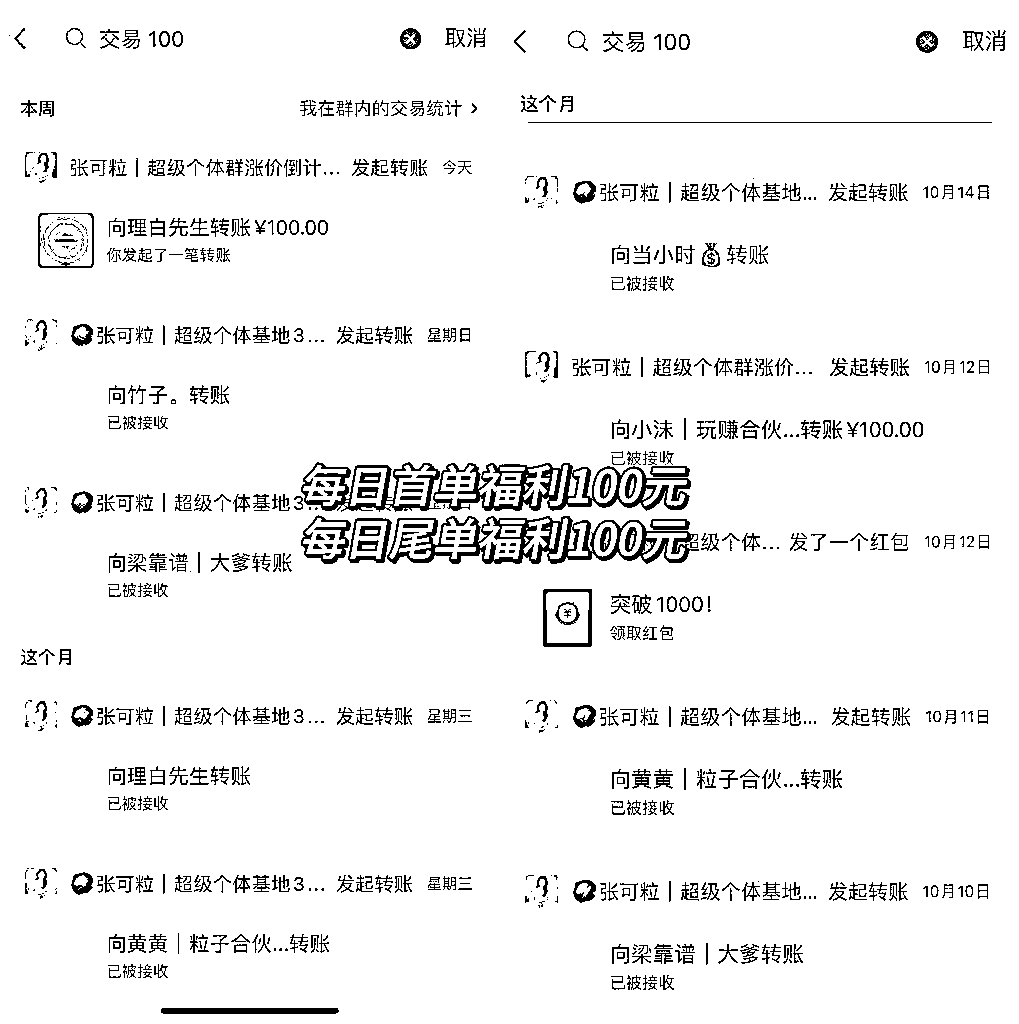 交易 100
取消
本周
我在群内的交易统计
张可粒｜超级个体群涨价倒计... 发起转账 今天
向理白先生转账¥100.00
你发起了一笔转账
张可粒｜超级个体基地3... 发起转账 星期日
向竹子。转账
已被接收
张可粒｜超级个体基地3...
向梁靠谱｜大爹转账
已被接收
这个月
张可粒｜超级个体基地3... 发起转账 星期三
向理白先生转账
已被接收
张可粒｜超级个体基地3... 发起转账 星期三
向黄黄｜粒子合伙...转账
已被接收
每日首单福利100元
每日尾单福利100元
交易 100
取消
这个月
张可粒｜超级个体基地... 发起转账 10月14日
向当小时💰转账
已被接收
张可粒｜超级个体群涨价... 发起转账 10月12日
向小沫｜玩赚合伙...转账¥100.00
已被接收
超级个体... 发了一个红包 10月12日
突破1000！
领取红包
张可粒｜超级个体基地... 发起转账 10月11日
向黄黄｜粒子合伙...转账
已被接收
张可粒｜超级个体基地... 发起转账 10月10日
向梁靠谱｜大爹转账
已被接收